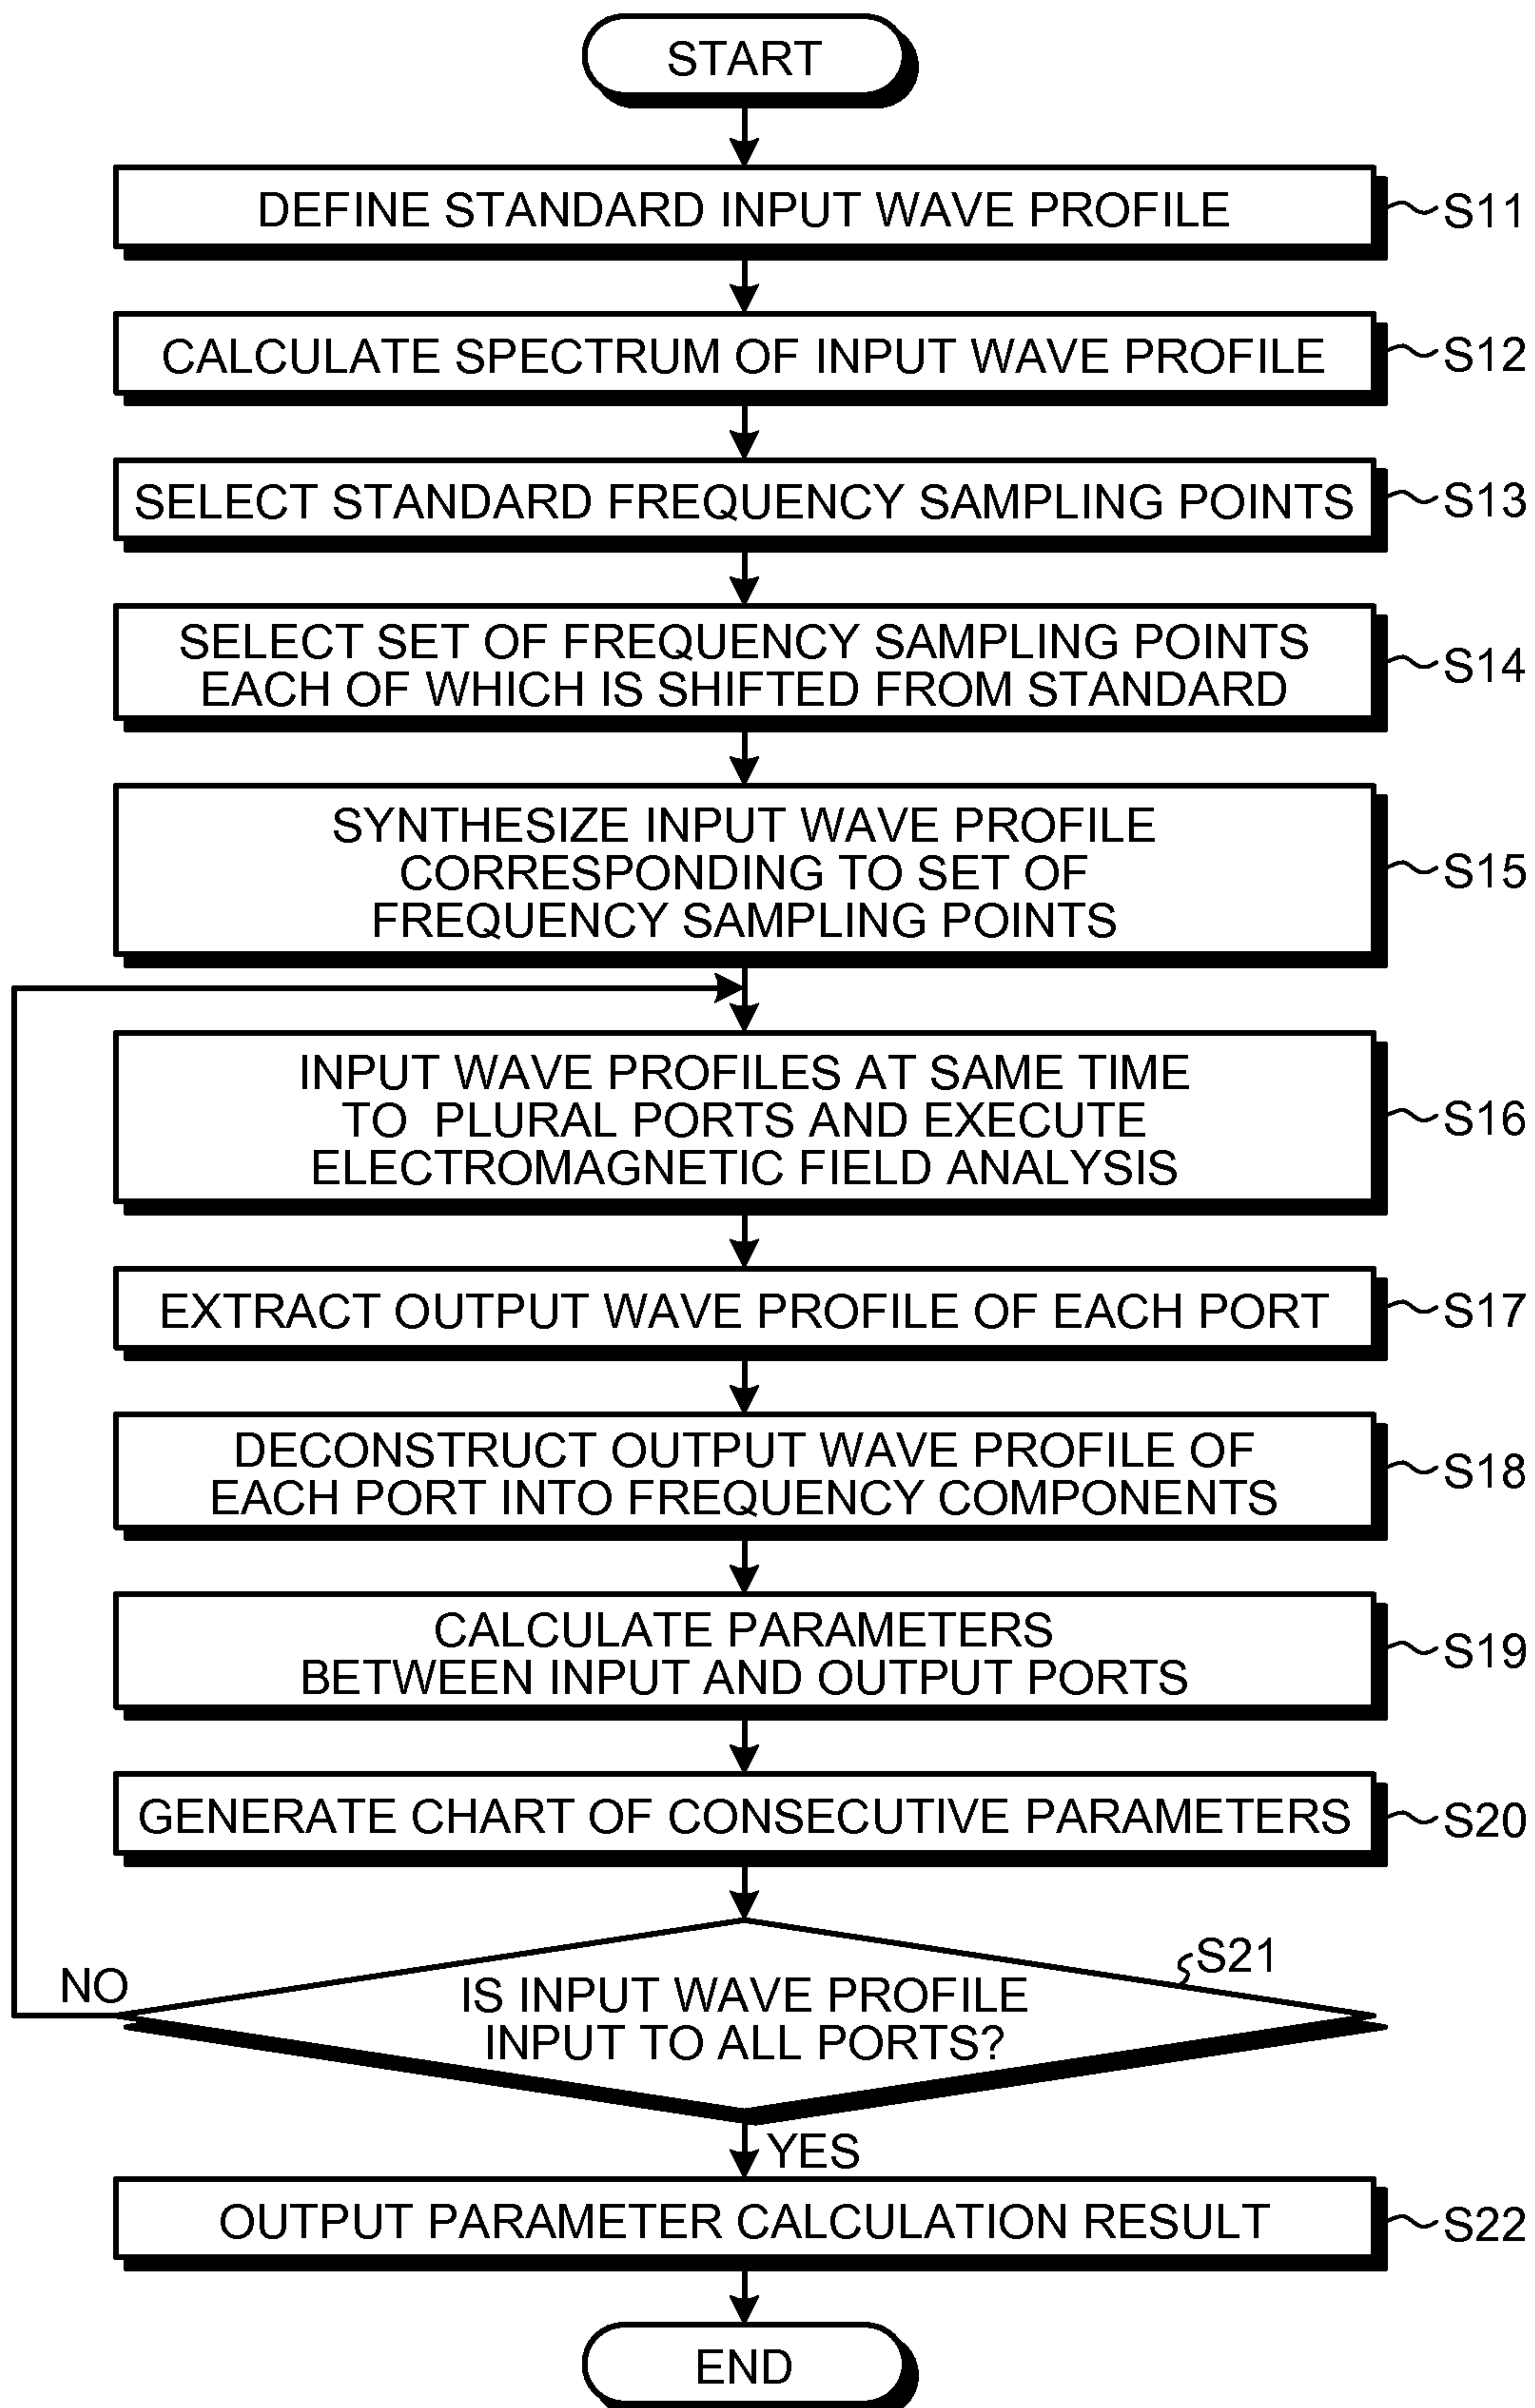 START
DEFINE STANDARD INPUT WAVE PROFILE
S11
CALCULATE SPECTRUM OF INPUT WAVE PROFILE
S12
SELECT STANDARD FREQUENCY SAMPLING POINTS
S13
SELECT SET OF FREQUENCY SAMPLING POINTS
EACH OF WHICH IS SHIFTED FROM STANDARD
S14
SYNTHESIZE INPUT WAVE PROFILE
CORRESPONDING TO SET OF
FREQUENCY SAMPLING POINTS
S15
INPUT WAVE PROFILES AT SAME TIME
TO PLURAL PORTS AND EXECUTE
ELECTROMAGNETIC FIELD ANALYSIS
S16
EXTRACT OUTPUT WAVE PROFILE OF EACH PORT
S17
DECONSTRUCT OUTPUT WAVE PROFILE OF
EACH PORT INTO FREQUENCY COMPONENTS
S18
CALCULATE PARAMETERS
BETWEEN INPUT AND OUTPUT PORTS
S19
GENERATE CHART OF CONSECUTIVE PARAMETERS
S20
S21
NO
IS INPUT WAVE PROFILE
INPUT TO ALL PORTS?
YES
OUTPUT PARAMETER CALCULATION RESULT
S22
END